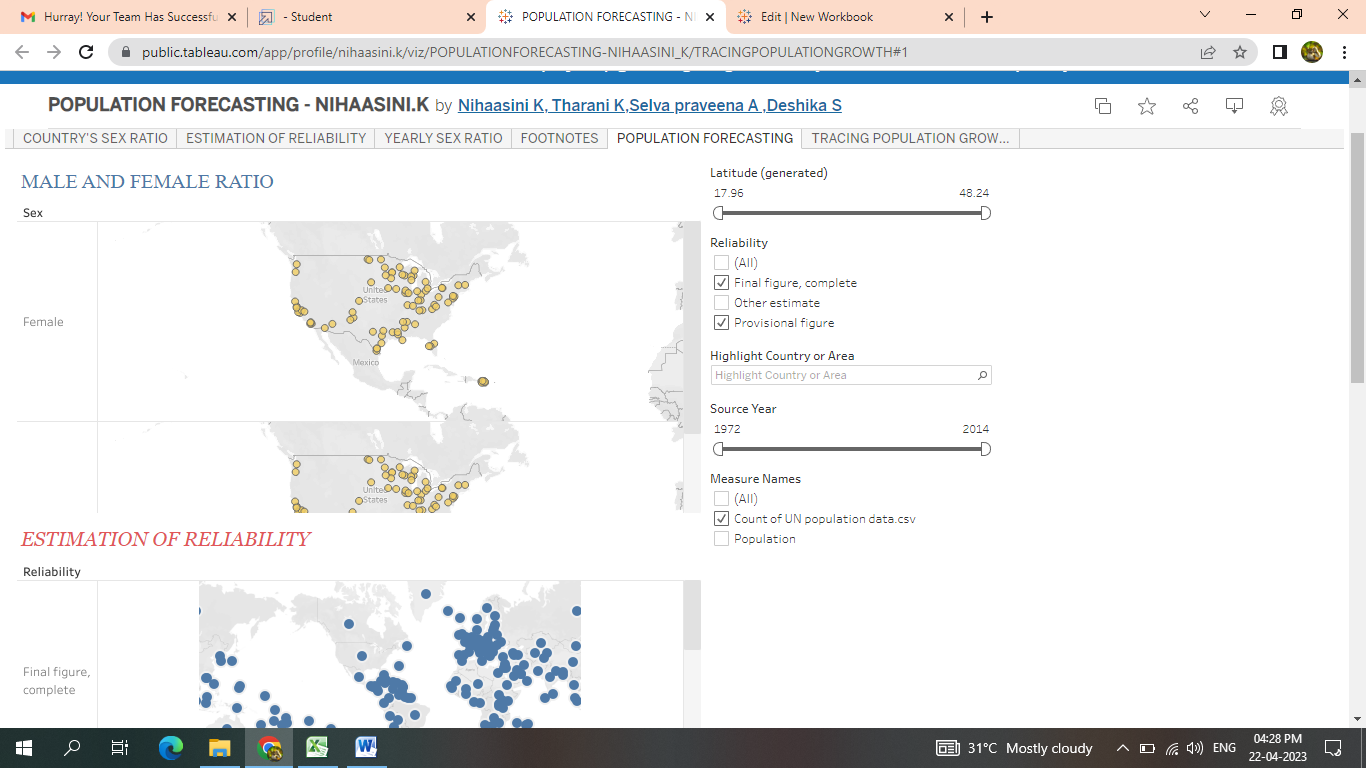 Hurray! Your Team Has Successfu
- Student
POPULATION FORECASTING - NI
Edit | New Workbook
public.tableau.com/app/profile/nihaasini.k/viz/POPULATIONFORECASTING-NIHAASINI_K/TRACINGPOPULATIONGROWTH#1
POPULATION FORECASTING - NIHAASINI.K by Nihaasini K, Tharani K,Selva praveena A ,Deshika S
COUNTRY'S SEX RATIO
ESTIMATION OF RELIABILITY
YEARLY SEX RATIO
FOOTNOTES
POPULATION FORECASTING
TRACING POPULATION GROW...
MALE AND FEMALE RATIO
Sex
Female
United
States
Mexico
United
States
ESTIMATION OF RELIABILITY
Reliability
Final figure,
complete
Latitude (generated)
17.96 48.24
Reliability
(All)
Final figure, complete
Other estimate
Provisional figure
Highlight Country or Area
Highlight Country or Area
Source Year
1972 2014
Measure Names
(All)
Count of UN population data.csv
Population
31°C Mostly cloudy
ENG
04:28 PM
22-04-2023